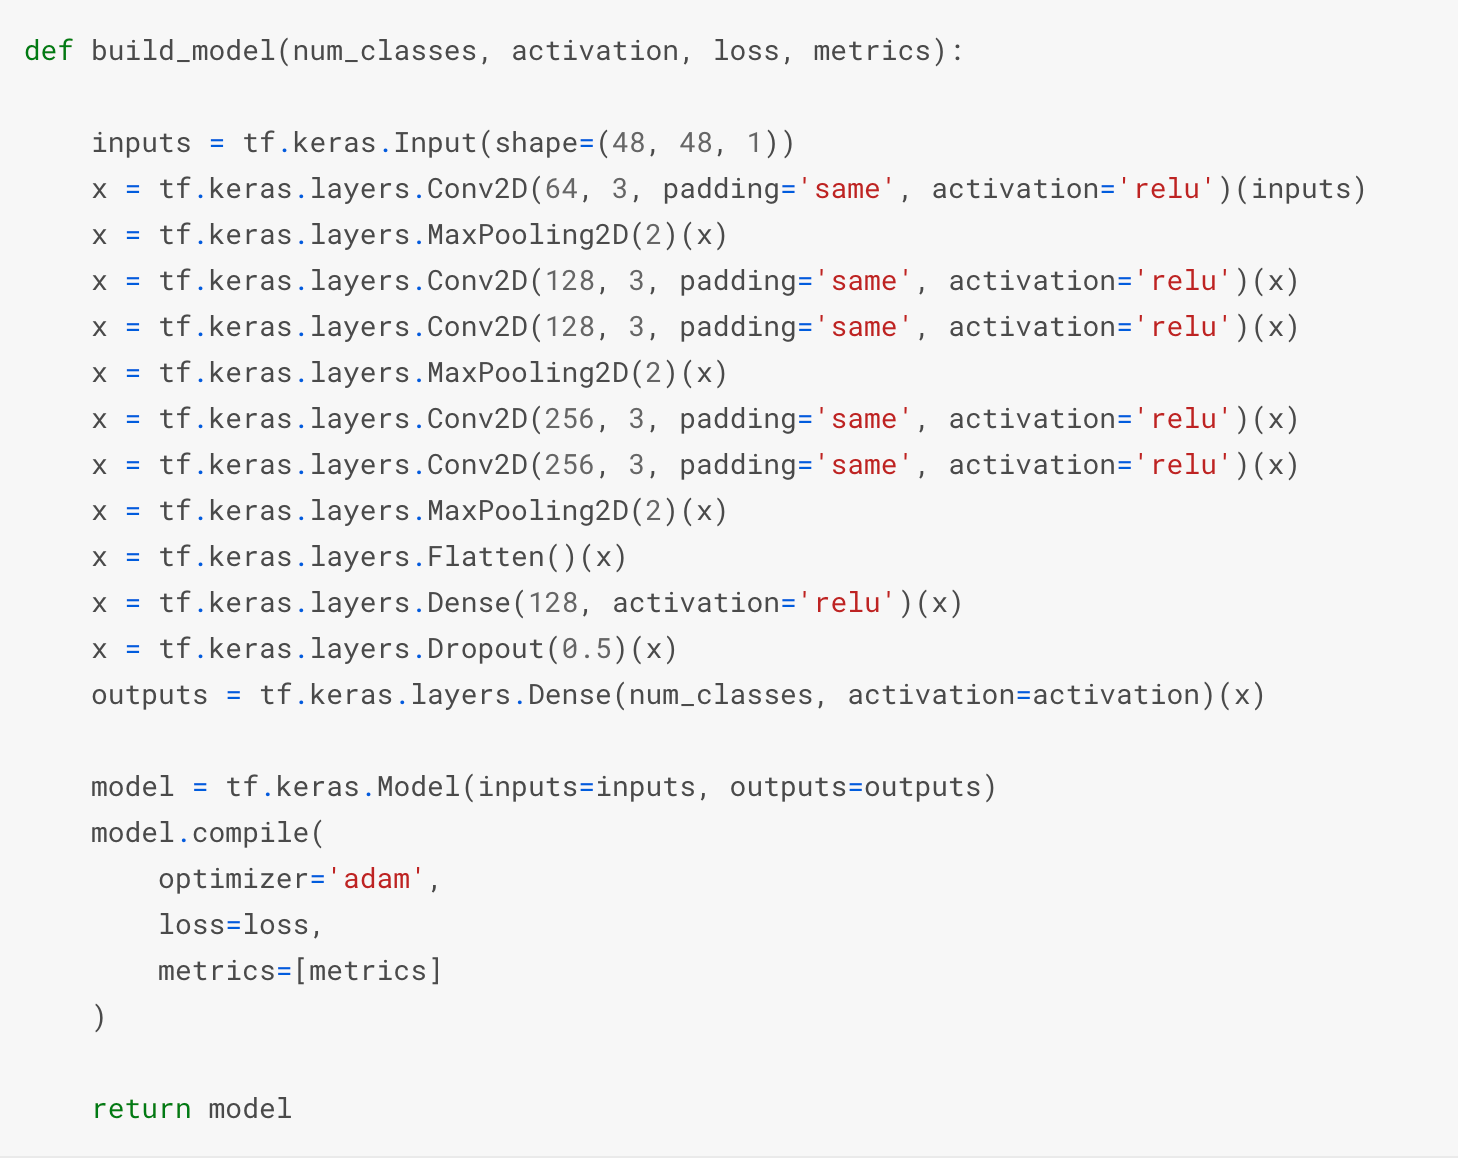 def build_model(num_classes, activation, loss, metrics):
    inputs = tf.keras.Input(shape=(48, 48, 1))
    x = tf.keras.layers.Conv2D(64, 3, padding='same', activation='relu')(inputs)
    x = tf.keras.layers.MaxPooling2D(2)(x)
    x = tf.keras.layers.Conv2D(128, 3, padding='same', activation='relu')(x)
    x = tf.keras.layers.Conv2D(128, 3, padding='same', activation='relu')(x)
    x = tf.keras.layers.MaxPooling2D(2)(x)
    x = tf.keras.layers.Conv2D(256, 3, padding='same', activation='relu')(x)
    x = tf.keras.layers.Conv2D(256, 3, padding='same', activation='relu')(x)
    x = tf.keras.layers.MaxPooling2D(2)(x)
    x = tf.keras.layers.Flatten()(x)
    x = tf.keras.layers.Dense(128, activation='relu')(x)
    x = tf.keras.layers.Dropout(0.5)(x)
    outputs = tf.keras.layers.Dense(num_classes, activation=activation)(x)
    model = tf.keras.Model(inputs=inputs, outputs=outputs)
    model.compile(
        optimizer='adam',
        loss=loss,
        metrics=[metrics]
    )
    return model